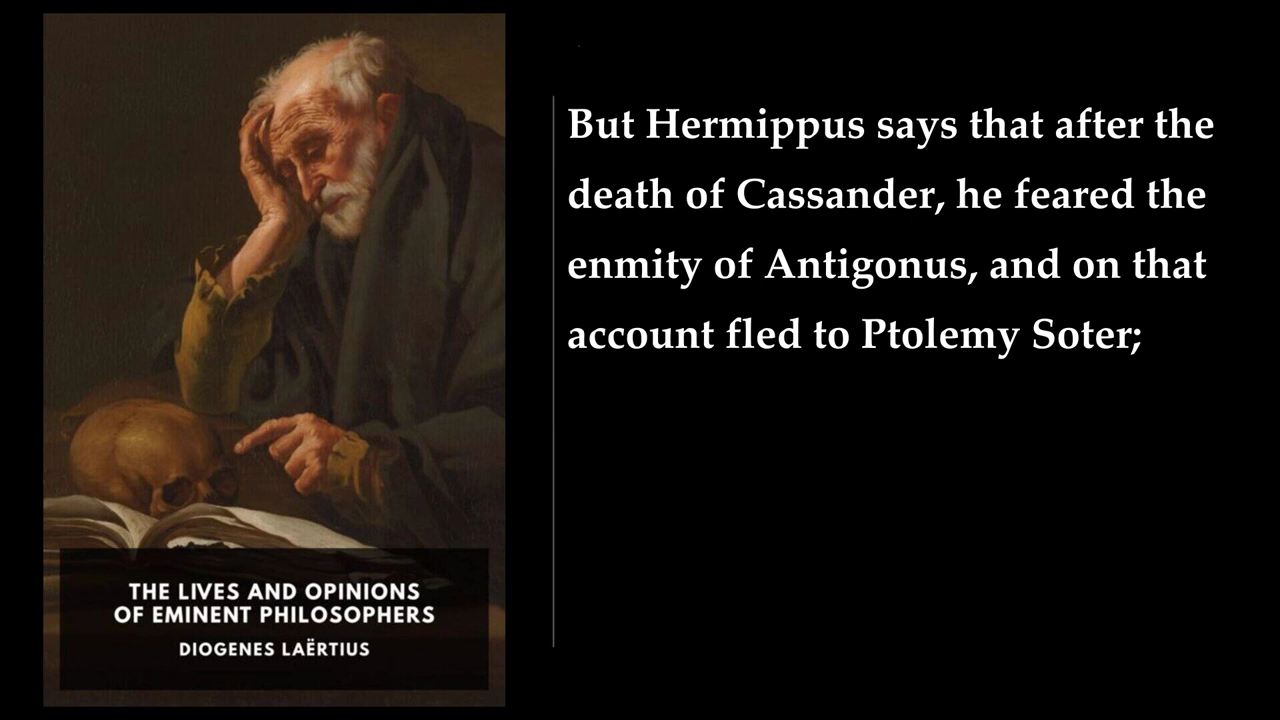 THE LIVES AND OPINIONS
OF EMINENT PHILOSOPHERS
DIOGENES LAËRTIUS
But Hermippus says that after the
death of Cassander, he feared the
enmity of Antigonus, and on that
account fled to Ptolemy Soter;